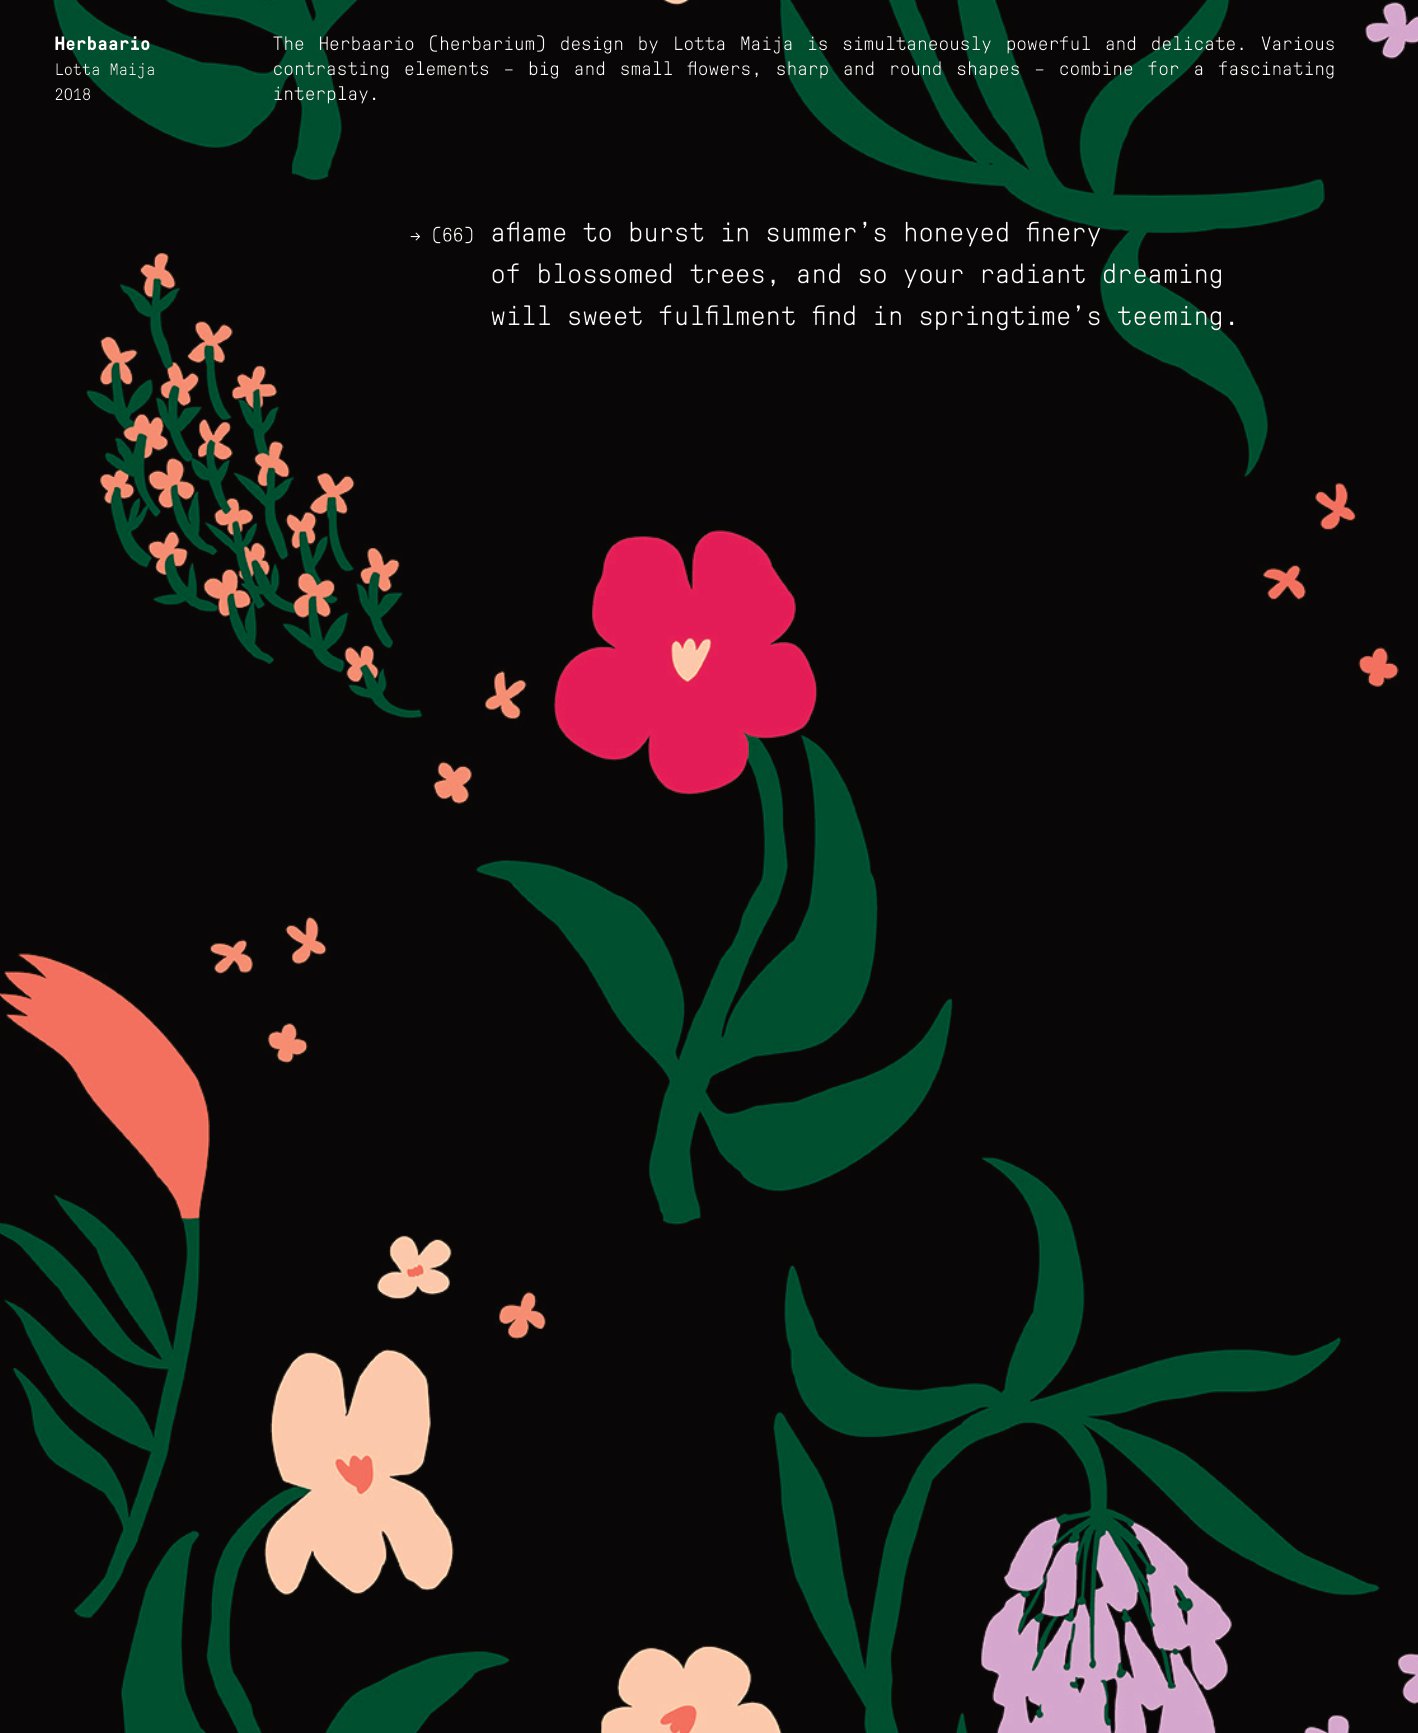 Herbaario
Lotta Maija
2018
The Herbaario (herbarium) design by Lotta Maija is simultaneously powerful and delicate. Various
contrasting elements – big and small flowers, sharp and round shapes – combine for a fascinating
interplay.
→ (66) aflame to burst in summer’s honeyed finery
of blossomed trees, and so your radiant dreaming
will sweet fulfilment find in springtime’s teeming.